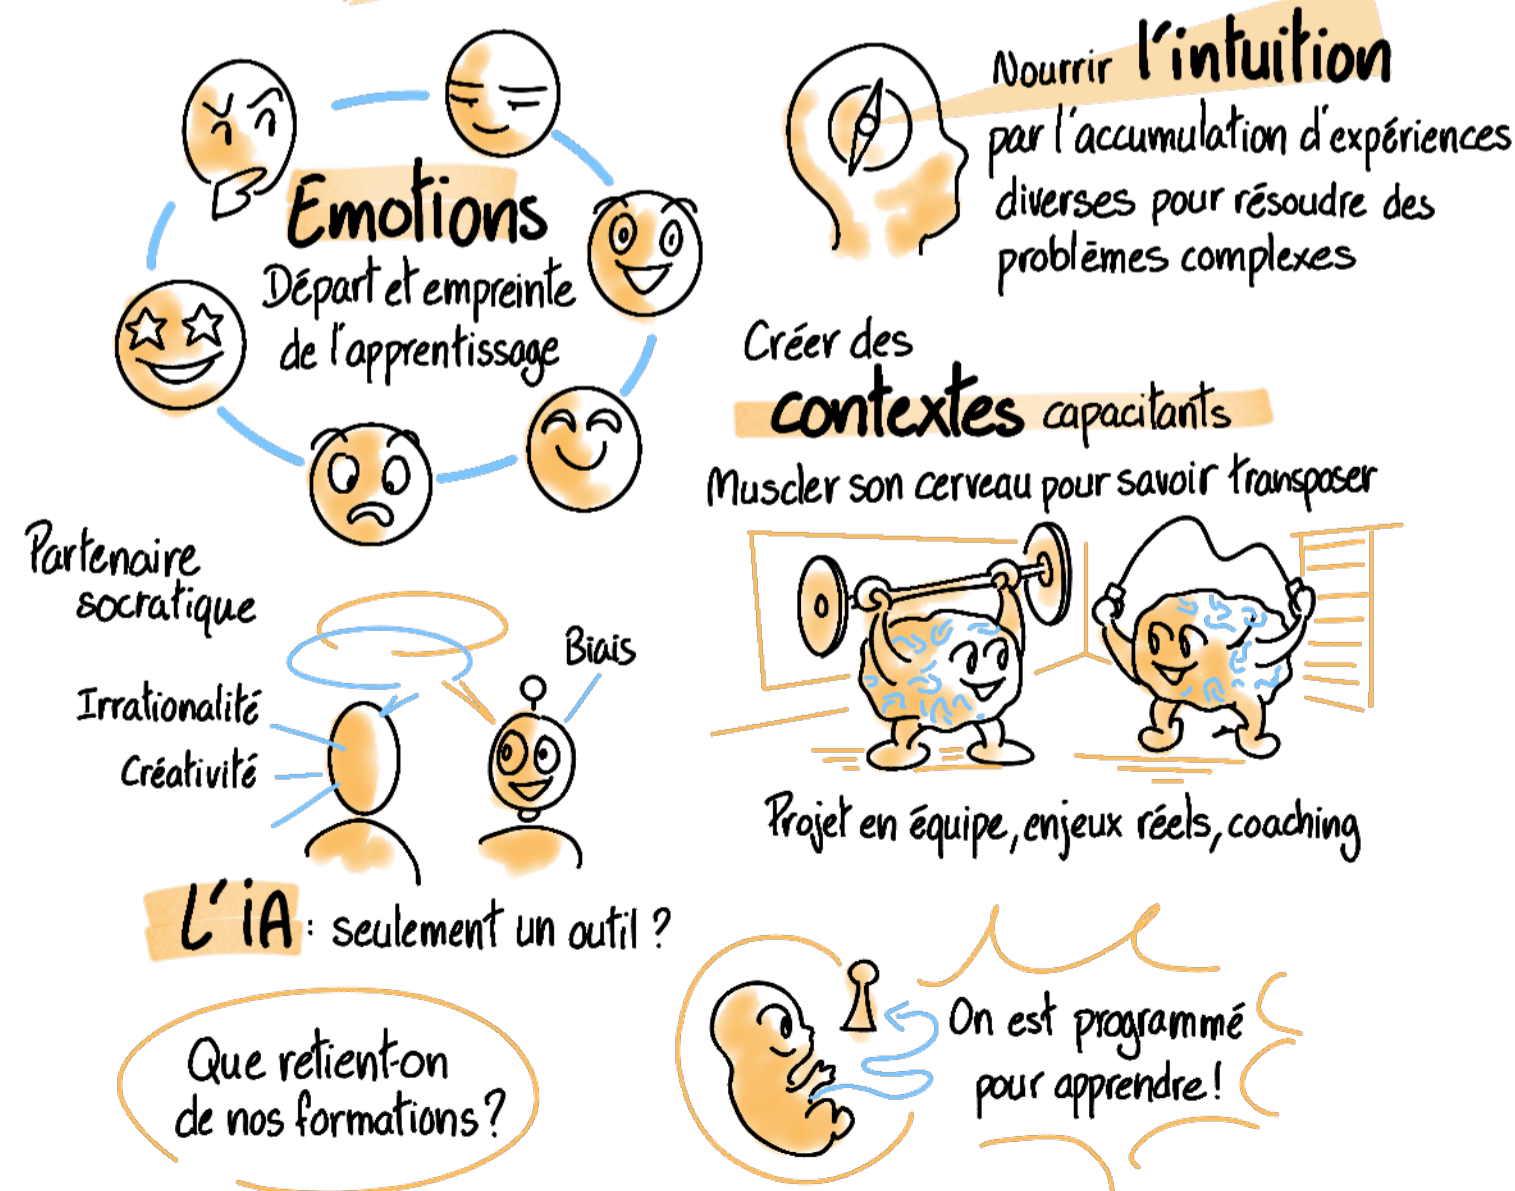 Emotions
Départ et empreinte
de l'apprentissage
Nourrir l'intuition
par l'accumulation d'expériences
diverses pour résoudre des
problèmes complexes
Créer des
contextes capacitants
Muscler son cerveau pour savoir transposer
Projet en équipe, enjeux réels, coaching
Partenaire
socratique
Biais
Irrationalité
Créativité
L'iA : seulement un outil ?
Que retient-on
de nos formations ?
On est programmé
pour apprendre !